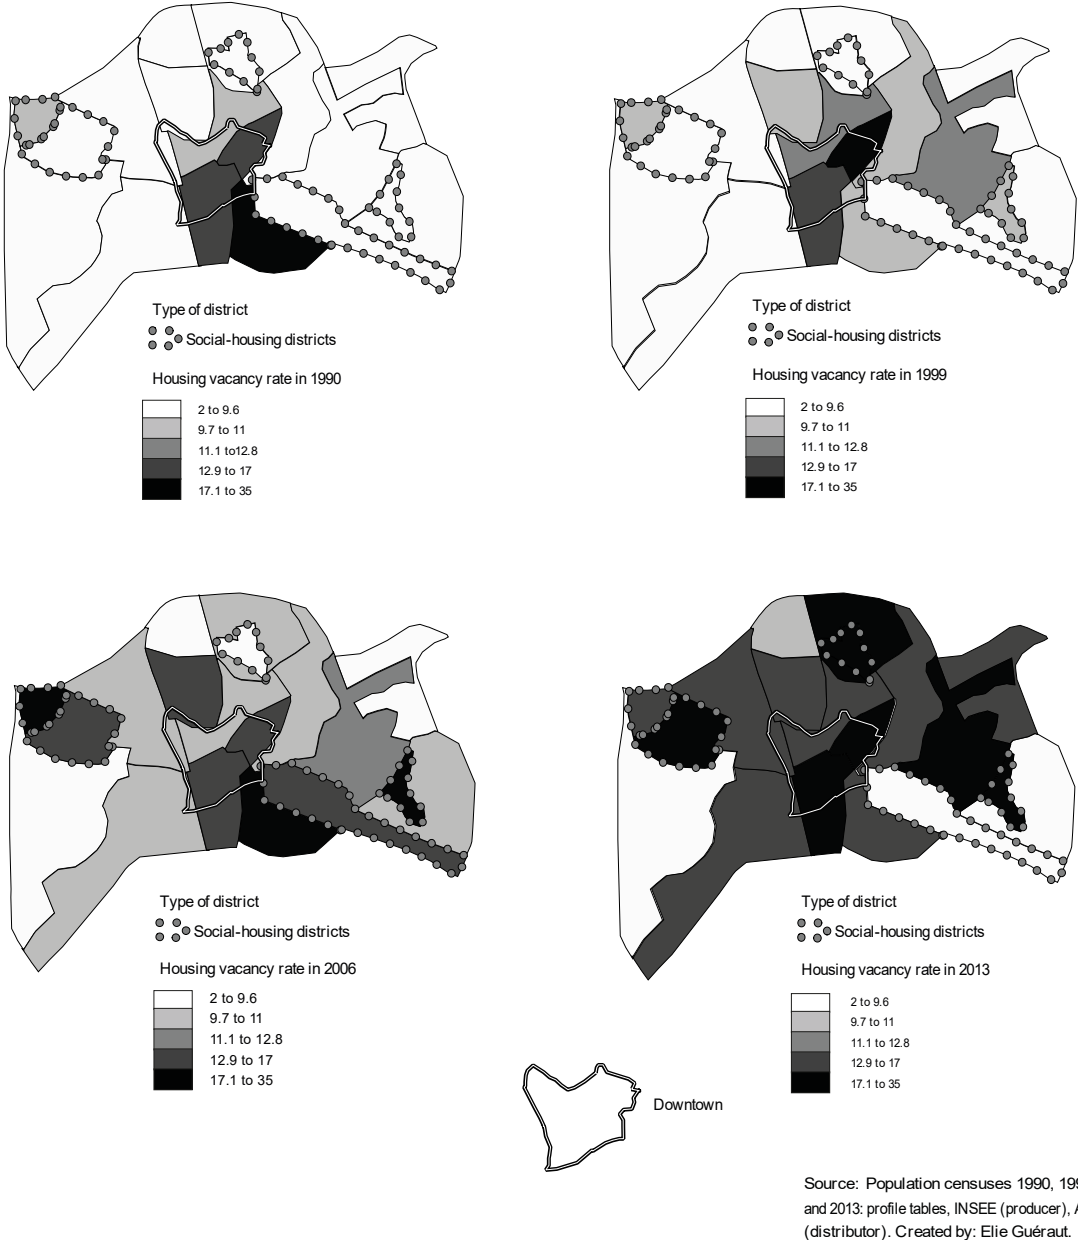 Type of district
Social-housing districts
Housing vacancy rate in 1990
2 to 9.6
9.7 to 11
11.1 to12.8
12.9 to 17
17.1 to 35
Type of district
Social-housing districts
Housing vacancy rate in 1999
2 to 9.6
9.7 to 11
11.1 to 12.8
12.9 to 17
17.1 to 35
Type of district
Social-housing districts
Housing vacancy rate in 2006
2 to 9.6
9.7 to 11
11.1 to 12.8
12.9 to 17
17.1 to 35
Type of district
Social-housing districts
Housing vacancy rate in 2013
2 to 9.6
9.7 to 11
11.1 to 12.8
12.9 to 17
17.1 to 35
Downtown
Source: Population censuses 1990,
and 2013: profile tables, INSEE (producer),
(distributor). Created by: Elie Guéraut.